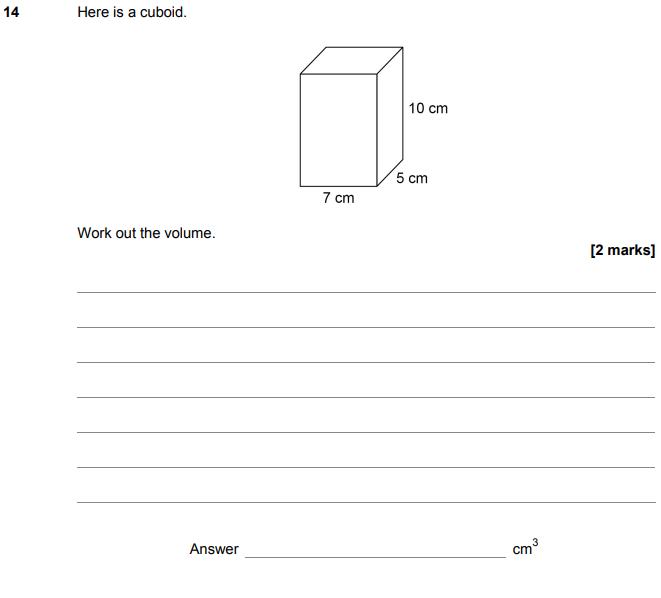 14 Here is a cuboid.
10 cm
5 cm
7 cm
Work out the volume.
[2 marks]
Answer cm³